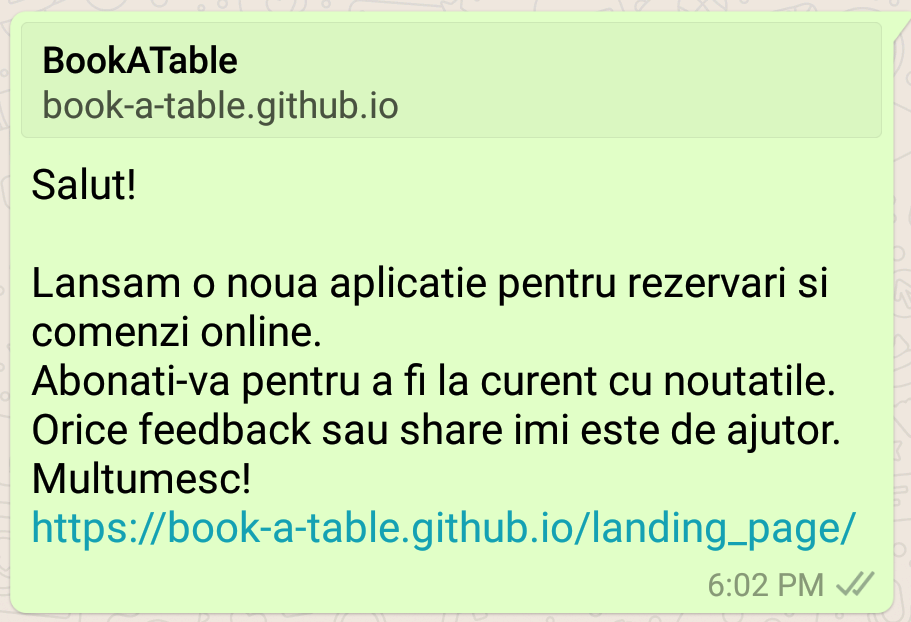 BookATable
book-a-table.github.io
Salut!
Lansam o noua aplicatie pentru rezervari si
comenzi online.
Abonati-va pentru a fi la curent cu noutatile.
Orice feedback sau share imi este de ajutor.
Multumesc!
https://book-a-table.github.io/landing_page/
6:02 PM